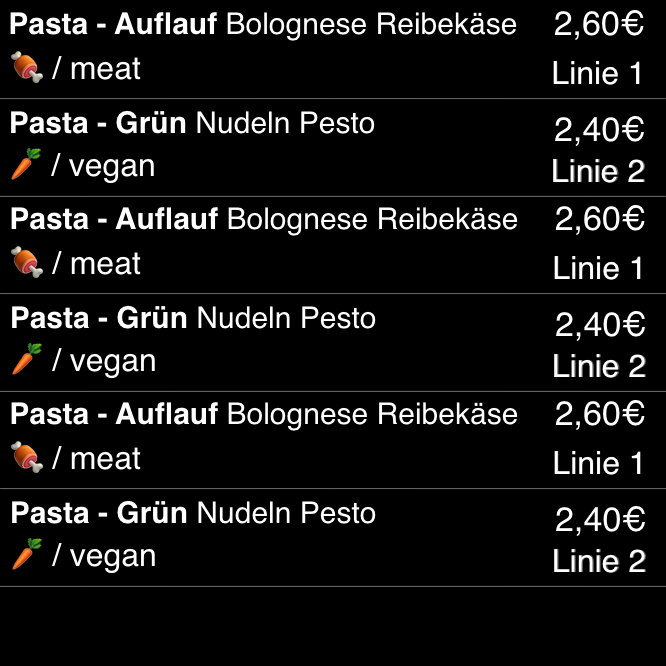 Pasta - Auflauf Bolognese Reibekäse 2,60€
🍖 / meat Linie 1
Pasta - Grün Nudeln Pesto 2,40€
🥕 / vegan Linie 2
Pasta - Auflauf Bolognese Reibekäse 2,60€
🍖 / meat Linie 1
Pasta - Grün Nudeln Pesto 2,40€
🥕 / vegan Linie 2
Pasta - Auflauf Bolognese Reibekäse 2,60€
🍖 / meat Linie 1
Pasta - Grün Nudeln Pesto 2,40€
🥕 / vegan Linie 2